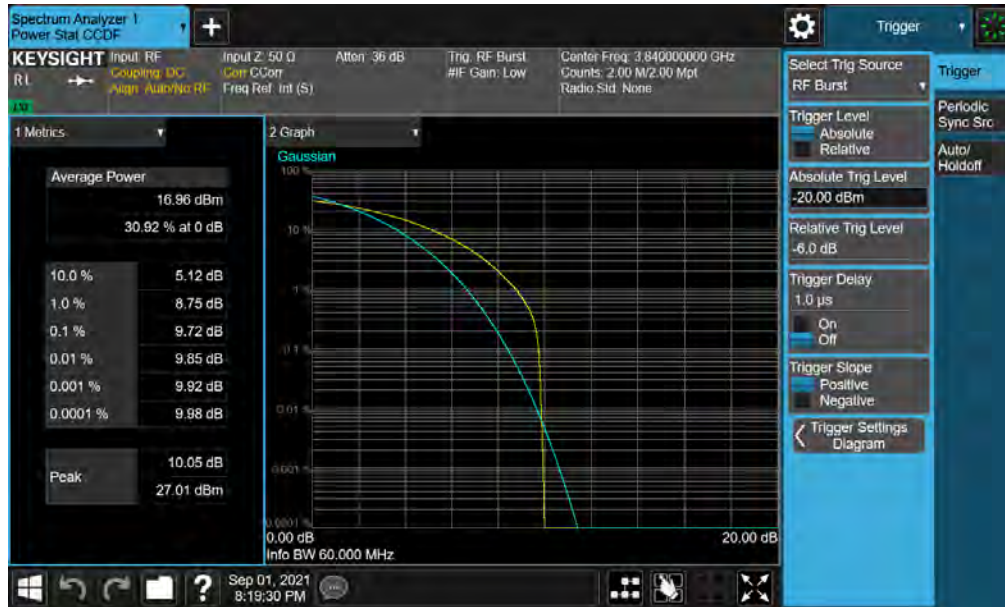 Spectrum Analyzer 1
Power Stat CCDF
Trigger
KEYSIGHT
RL
Input: RF
Coupling: DC
Align: Auto/No RF
Input Z: 50 Ω
Corr CCorr
Freq Ref: Int (S)
Atten: 36 dB
Trig: RF Burst
#IF Gain: Low
Center Freq: 3.840000000 GHz
Counts: 2.00 M/2.00 Mpt
Radio Std: None
1 Metrics
Average Power
16.96 dBm
30.92 % at 0 dB
10.0 % 5.12 dB
1.0 % 8.75 dB
0.1 % 9.72 dB
0.01 % 9.85 dB
0.001 % 9.92 dB
0.0001 % 9.98 dB
Peak
10.05 dB
27.01 dBm
2 Graph
Gaussian
100 %
10 %
1 %
0.1 %
0.01 %
0.001 %
0.0001 %
0.00 dB
20.00 dB
Info BW 60.000 MHz
Select Trig Source
RF Burst
Trigger Level
Absolute
Relative
Absolute Trig Level
-20.00 dBm
Relative Trig Level
-6.0 dB
Trigger Delay
1.0 µs
On
Off
Trigger Slope
Positive
Negative
Trigger Settings
Diagram
Trigger
Periodic
Sync Src
Auto/
Holdoff
?
Sep 01, 2021
8:19:30 PM